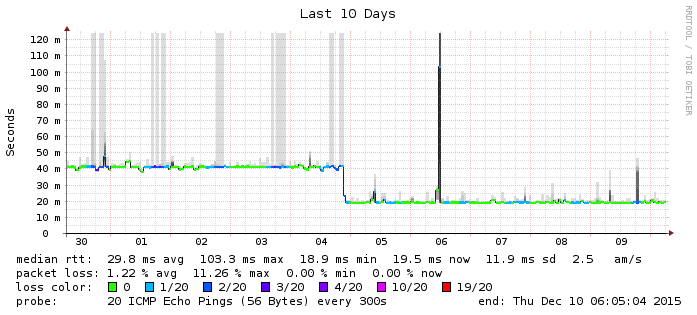 Last 10 Days
RRDTOOL / TOBI OETIKER
Seconds
120 m
110 m
100 m
90 m
80 m
70 m
60 m
50 m
40 m
30 m
20 m
10 m
0
30 01 02 03 04 05 06 07 08 09
median rtt: 29.8 ms avg 103.3 ms max 18.9 ms min 19.5 ms now 11.9 ms sd 2.5 am/s
packet loss: 1.22 % avg 11.26 % max 0.00 % min 0.00 % now
loss color: 0 1/20 2/20 3/20 4/20 10/20 19/20
probe: 20 ICMP Echo Pings (56 Bytes) every 300s end: Thu Dec 10 06:05:04 2015